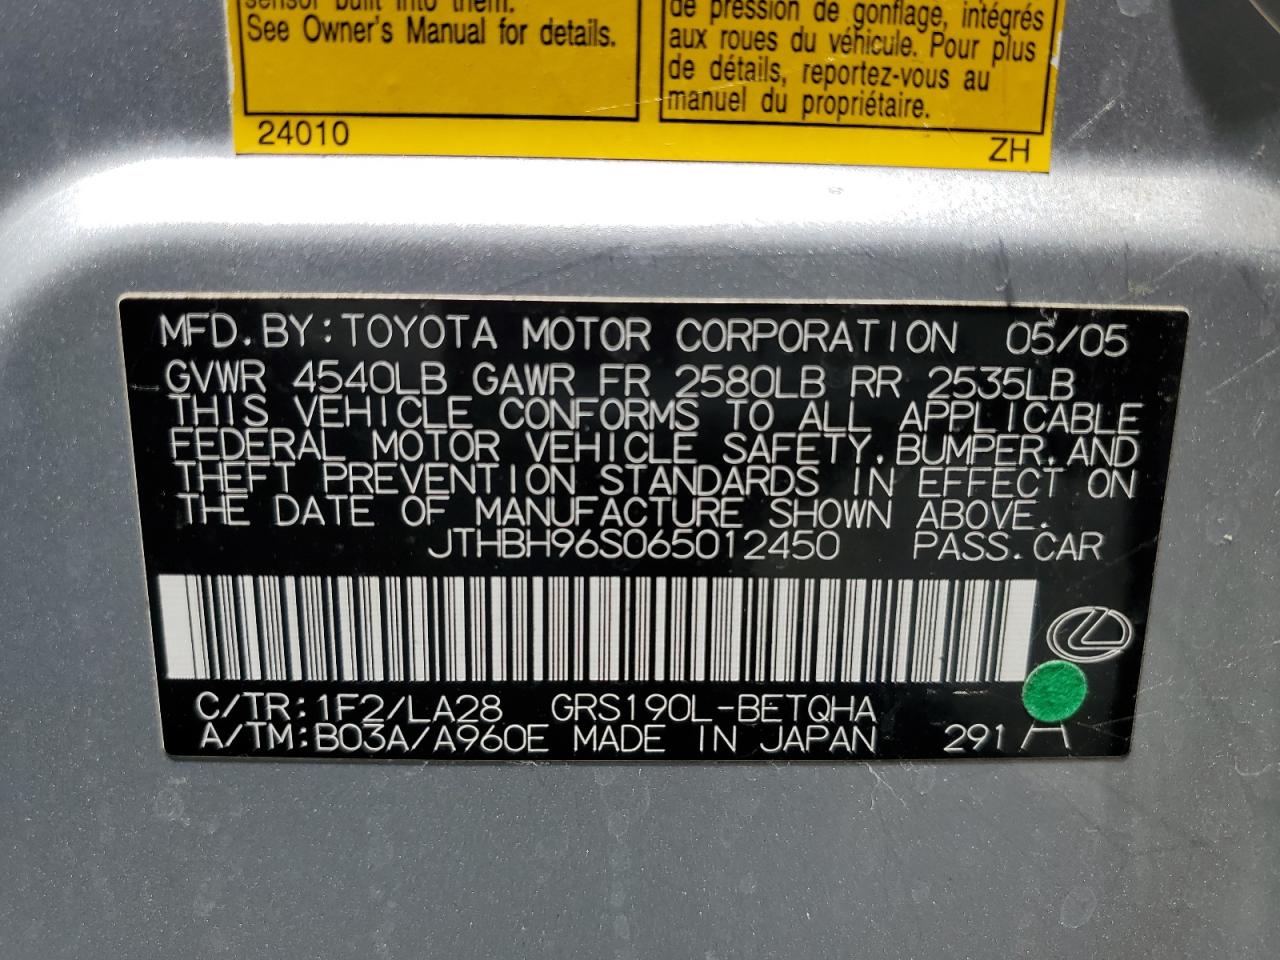 sensor built into them.
See Owner's Manual for details.
24010
de pression de gonflage, intégrés
aux roues du véhicule. Pour plus
de détails, reportez-vous au
manuel du propriétaire.
ZH
MFD. BY: TOYOTA MOTOR CORPORATION 05/05
GVWR 4540LB GAWR FR 2580LB RR 2535LB
THIS VEHICLE CONFORMS TO ALL APPLICABLE
FEDERAL MOTOR VEHICLE SAFETY, BUMPER, AND
THEFT PREVENTION STANDARDS IN EFFECT ON
THE DATE OF MANUFACTURE SHOWN ABOVE.
JTHBH96S065012450 PASS. CAR
C/TR: 1F2/LA28 GRS190L-BETQHA
A/TM: B03A/A960E MADE IN JAPAN 291 A